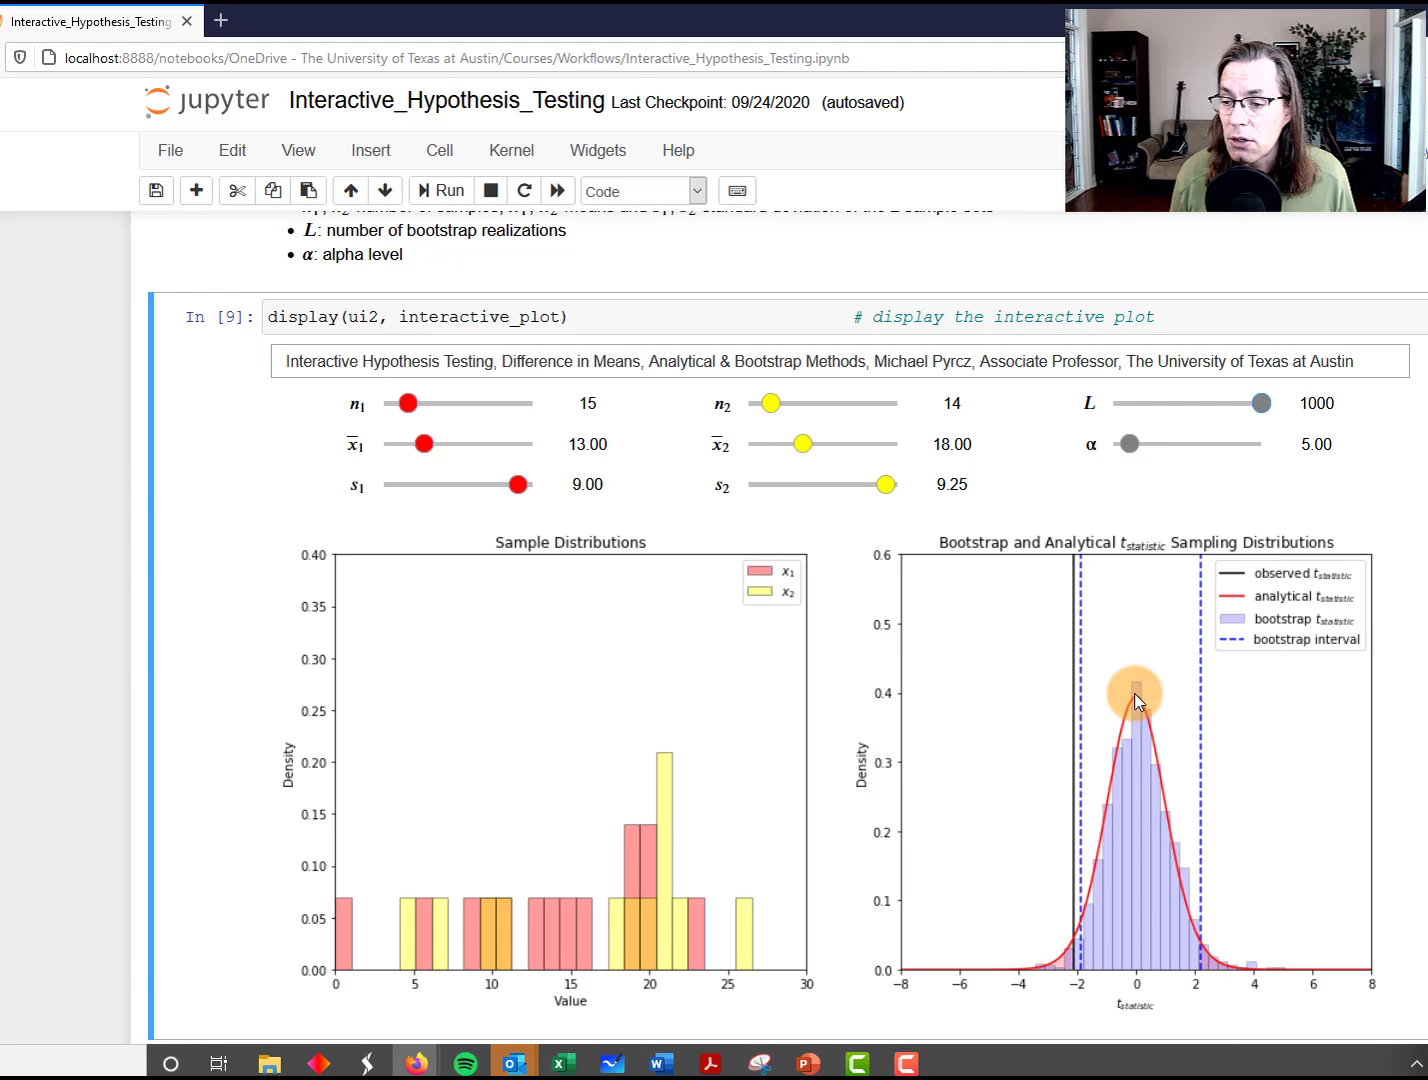 Interactive_Hypothesis_Testing
localhost:8888/notebooks/OneDrive - The University of Texas at Austin/Courses/Workflows/Interactive_Hypothesis_Testing.ipynb
jupyter Interactive_Hypothesis_Testing Last Checkpoint: 09/24/2020 (autosaved)
File Edit View Insert Cell Kernel Widgets Help
Run Code
L: number of bootstrap realizations
α: alpha level
In [9]: display(ui2, interactive_plot) # display the interactive plot
Interactive Hypothesis Testing, Difference in Means, Analytical & Bootstrap Methods, Michael Pyrcz, Associate Professor, The University of Texas at Austin
n1 15 n2 14 L 1000
x̅1 13.00 x̅2 18.00 α 5.00
s1 9.00 s2 9.25
Sample Distributions
x1
x2
0.40
0.35
0.30
0.25
0.20
0.15
0.10
0.05
0.00
Density
0 5 10 15 20 25 30
Value
Bootstrap and Analytical tstatistic Sampling Distributions
observed tstatistic
analytical tstatistic
bootstrap tstatistic
bootstrap interval
0.6
0.5
0.4
0.3
0.2
0.1
0.0
Density
−8 −6 −4 −2 0 2 4 6 8
tstatistic